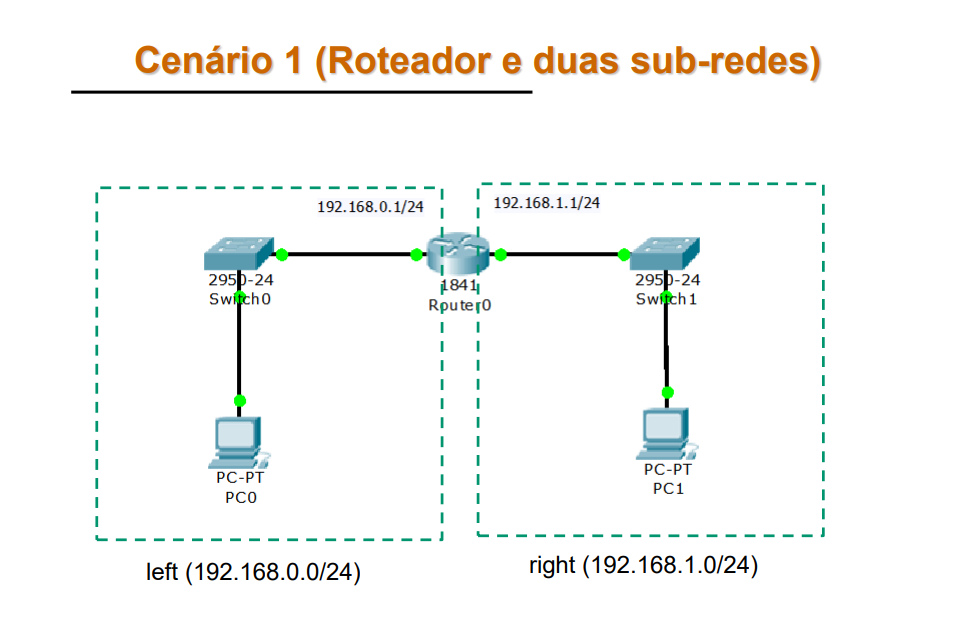 Cenário 1 (Roteador e duas sub-redes)
192.168.0.1/24
192.168.1.1/24
2950-24
Switch0
1841
Router0
2950-24
Switch1
PC-PT
PC0
PC-PT
PC1
left (192.168.0.0/24)
right (192.168.1.0/24)